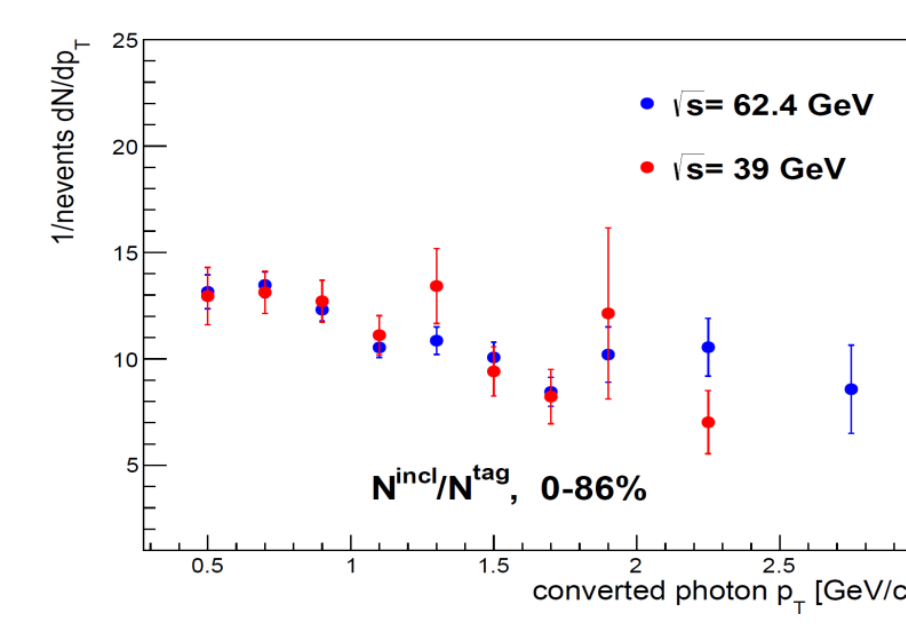 25
20
15
10
5
1/nevents dN/dp_T
√s= 62.4 GeV
√s= 39 GeV
N^incl/N^tag, 0-86%
0.5 1 1.5 2 2.5
converted photon p_T [GeV/c